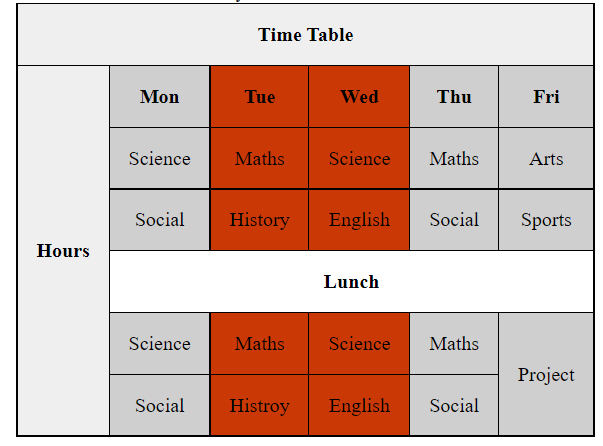 Time Table
Hours
Mon Tue Wed Thu Fri
Science Maths Science Maths Arts
Social History English Social Sports
Lunch
Science Maths Science Maths Project
Social Histroy English Social